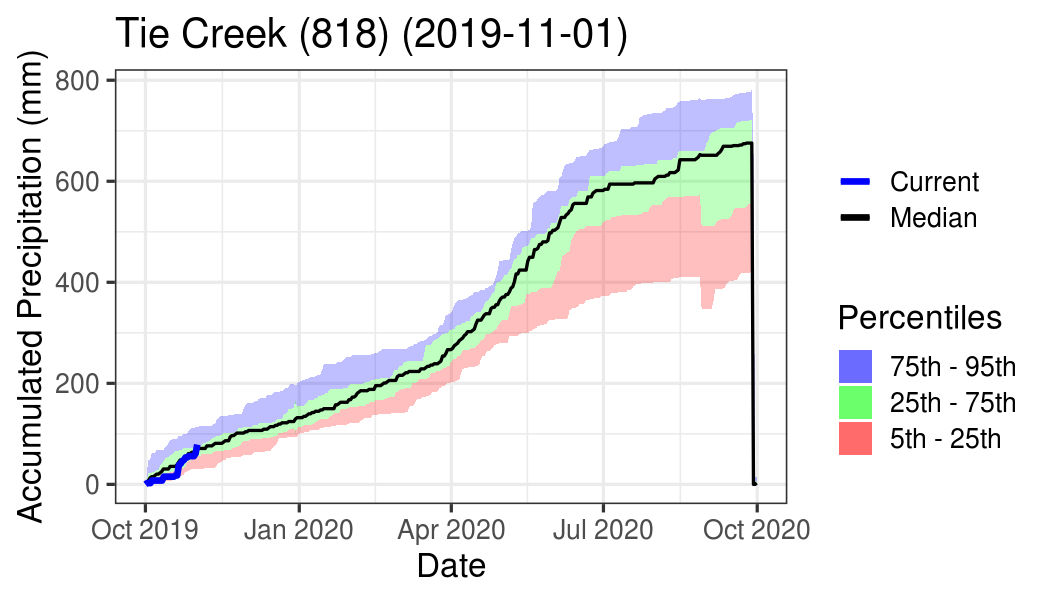 Tie Creek (818) (2019-11-01)
Accumulated Precipitation (mm)
800
600
400
200
0
Oct 2019
Jan 2020
Apr 2020
Jul 2020
Oct 2020
Date
Current
Median
Percentiles
75th - 95th
25th - 75th
5th - 25th